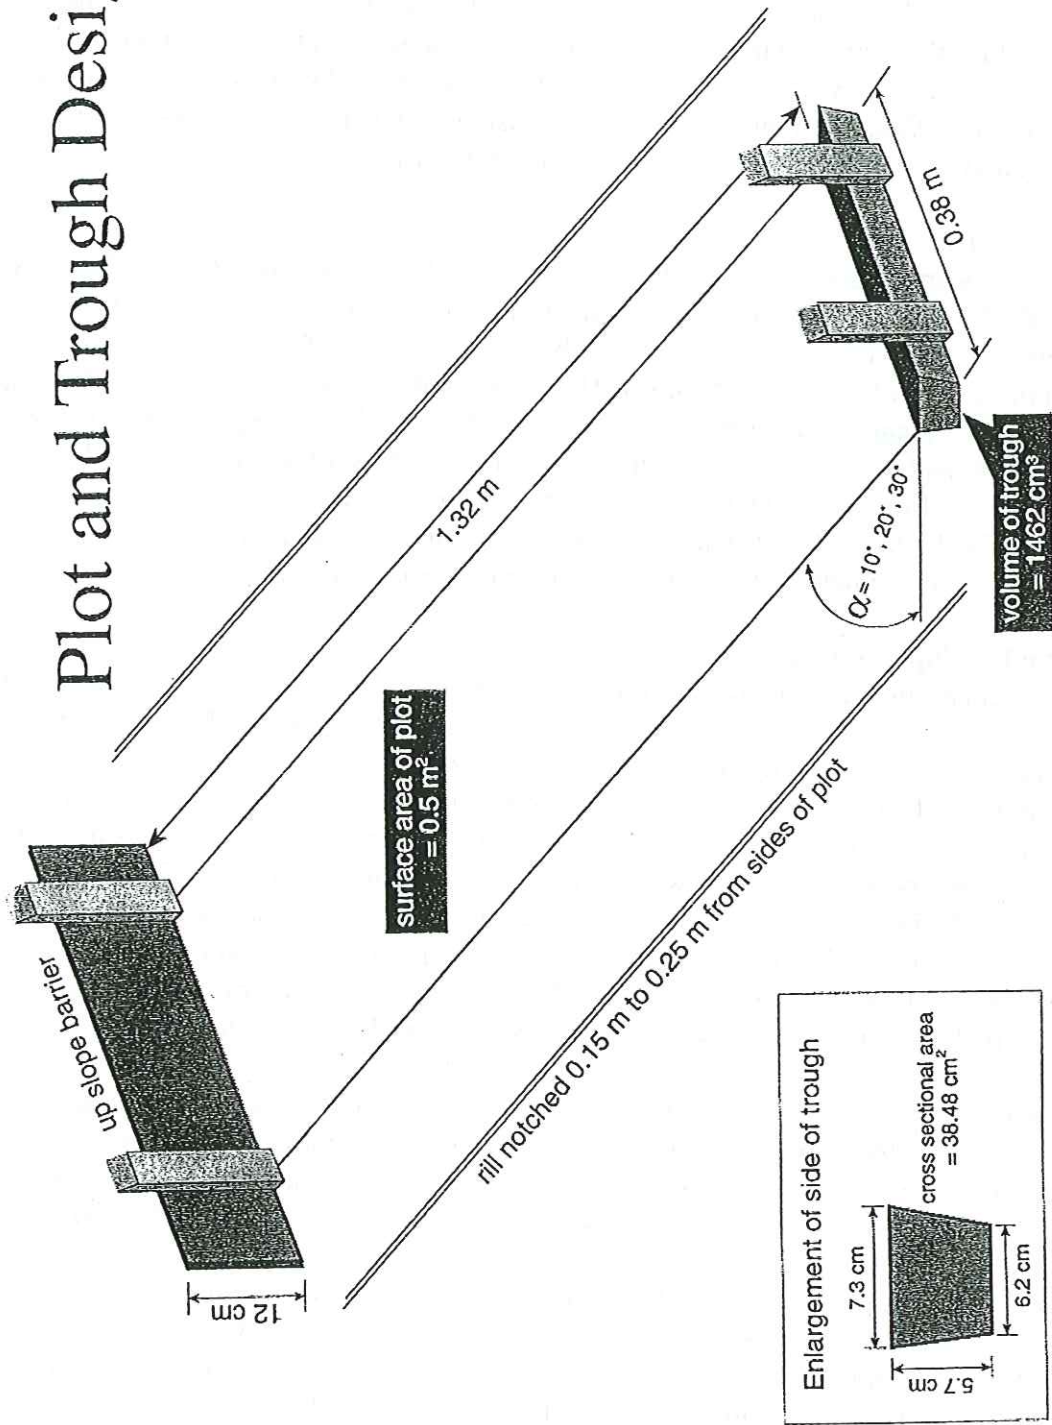 Plot and Trough Desig
up slope barrier
12 cm
1.32 m
surface area of plot
= 0.5 m²
0.38 m
α = 10°, 20°, 30°
volume of trough
= 1462 cm³
rill notched 0.15 m to 0.25 m from sides of plot
Enlargement of side of trough
7.3 cm
5.7 cm
6.2 cm
cross sectional area
= 38.48 cm²